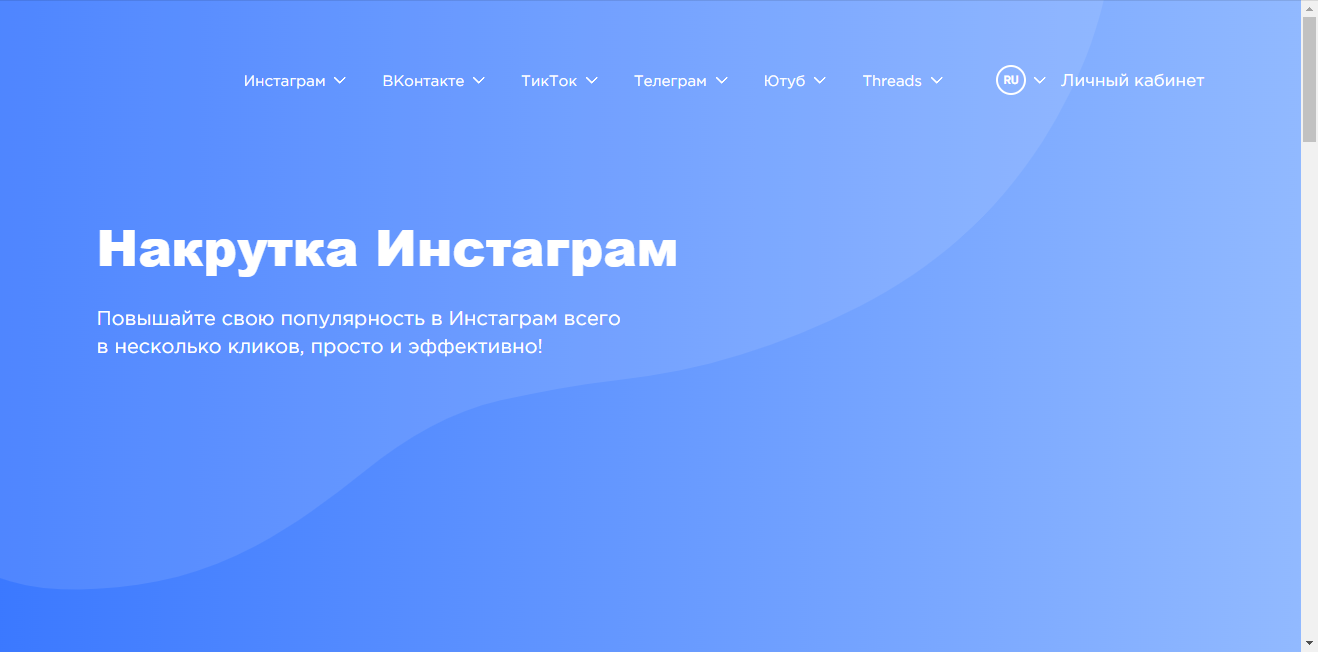 Инстаграм ВКонтакте ТикТок Телеграм Ютуб Threads RU Личный кабинет
Накрутка Инстаграм
Повышайте свою популярность в Инстаграм всего
в несколько кликов, просто и эффективно!